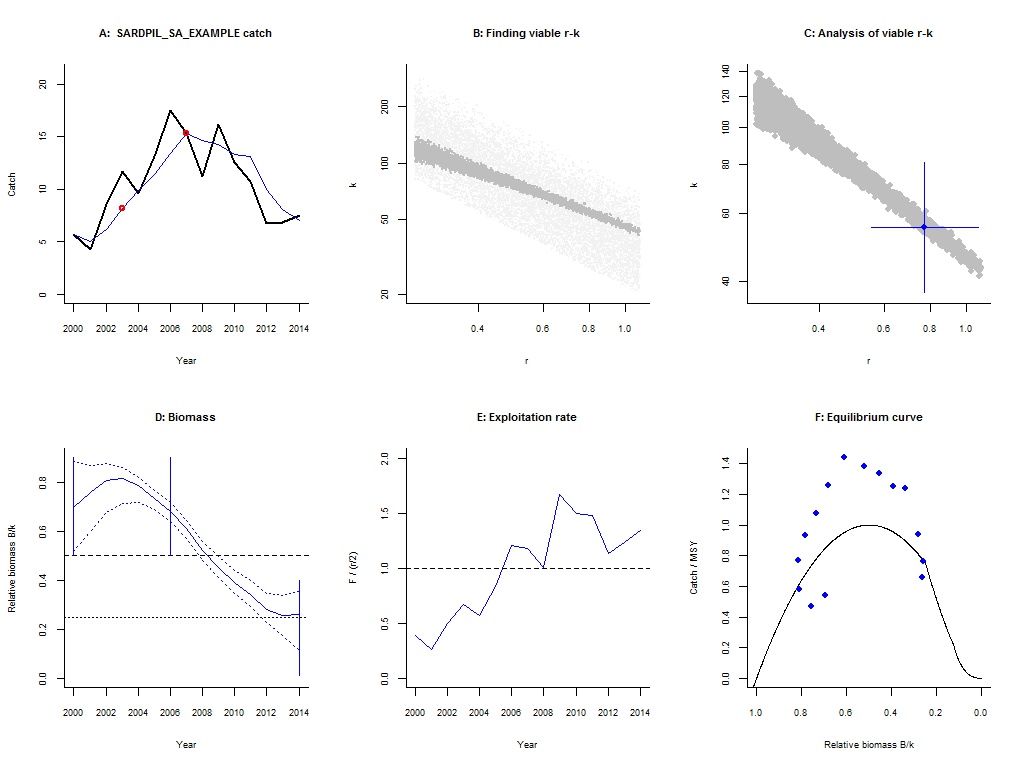 A:  SARDPIL_SA_EXAMPLE catch
Catch
20
15
10
5
0
2000 2002 2004 2006 2008 2010 2012 2014
Year
B: Finding viable r-k
k
200
100
50
20
0.4 0.6 0.8 1.0
r
C: Analysis of viable r-k
k
140
120
100
80
60
40
0.4 0.6 0.8 1.0
r
D: Biomass
Relative biomass B/k
0.8
0.6
0.4
0.2
0.0
2000 2002 2004 2006 2008 2010 2012 2014
Year
E: Exploitation rate
F / (r/2)
2.0
1.5
1.0
0.5
0.0
2000 2002 2004 2006 2008 2010 2012 2014
Year
F: Equilibrium curve
Catch / MSY
1.4
1.2
1.0
0.8
0.6
0.4
0.2
0.0
1.0 0.8 0.6 0.4 0.2 0.0
Relative biomass B/k